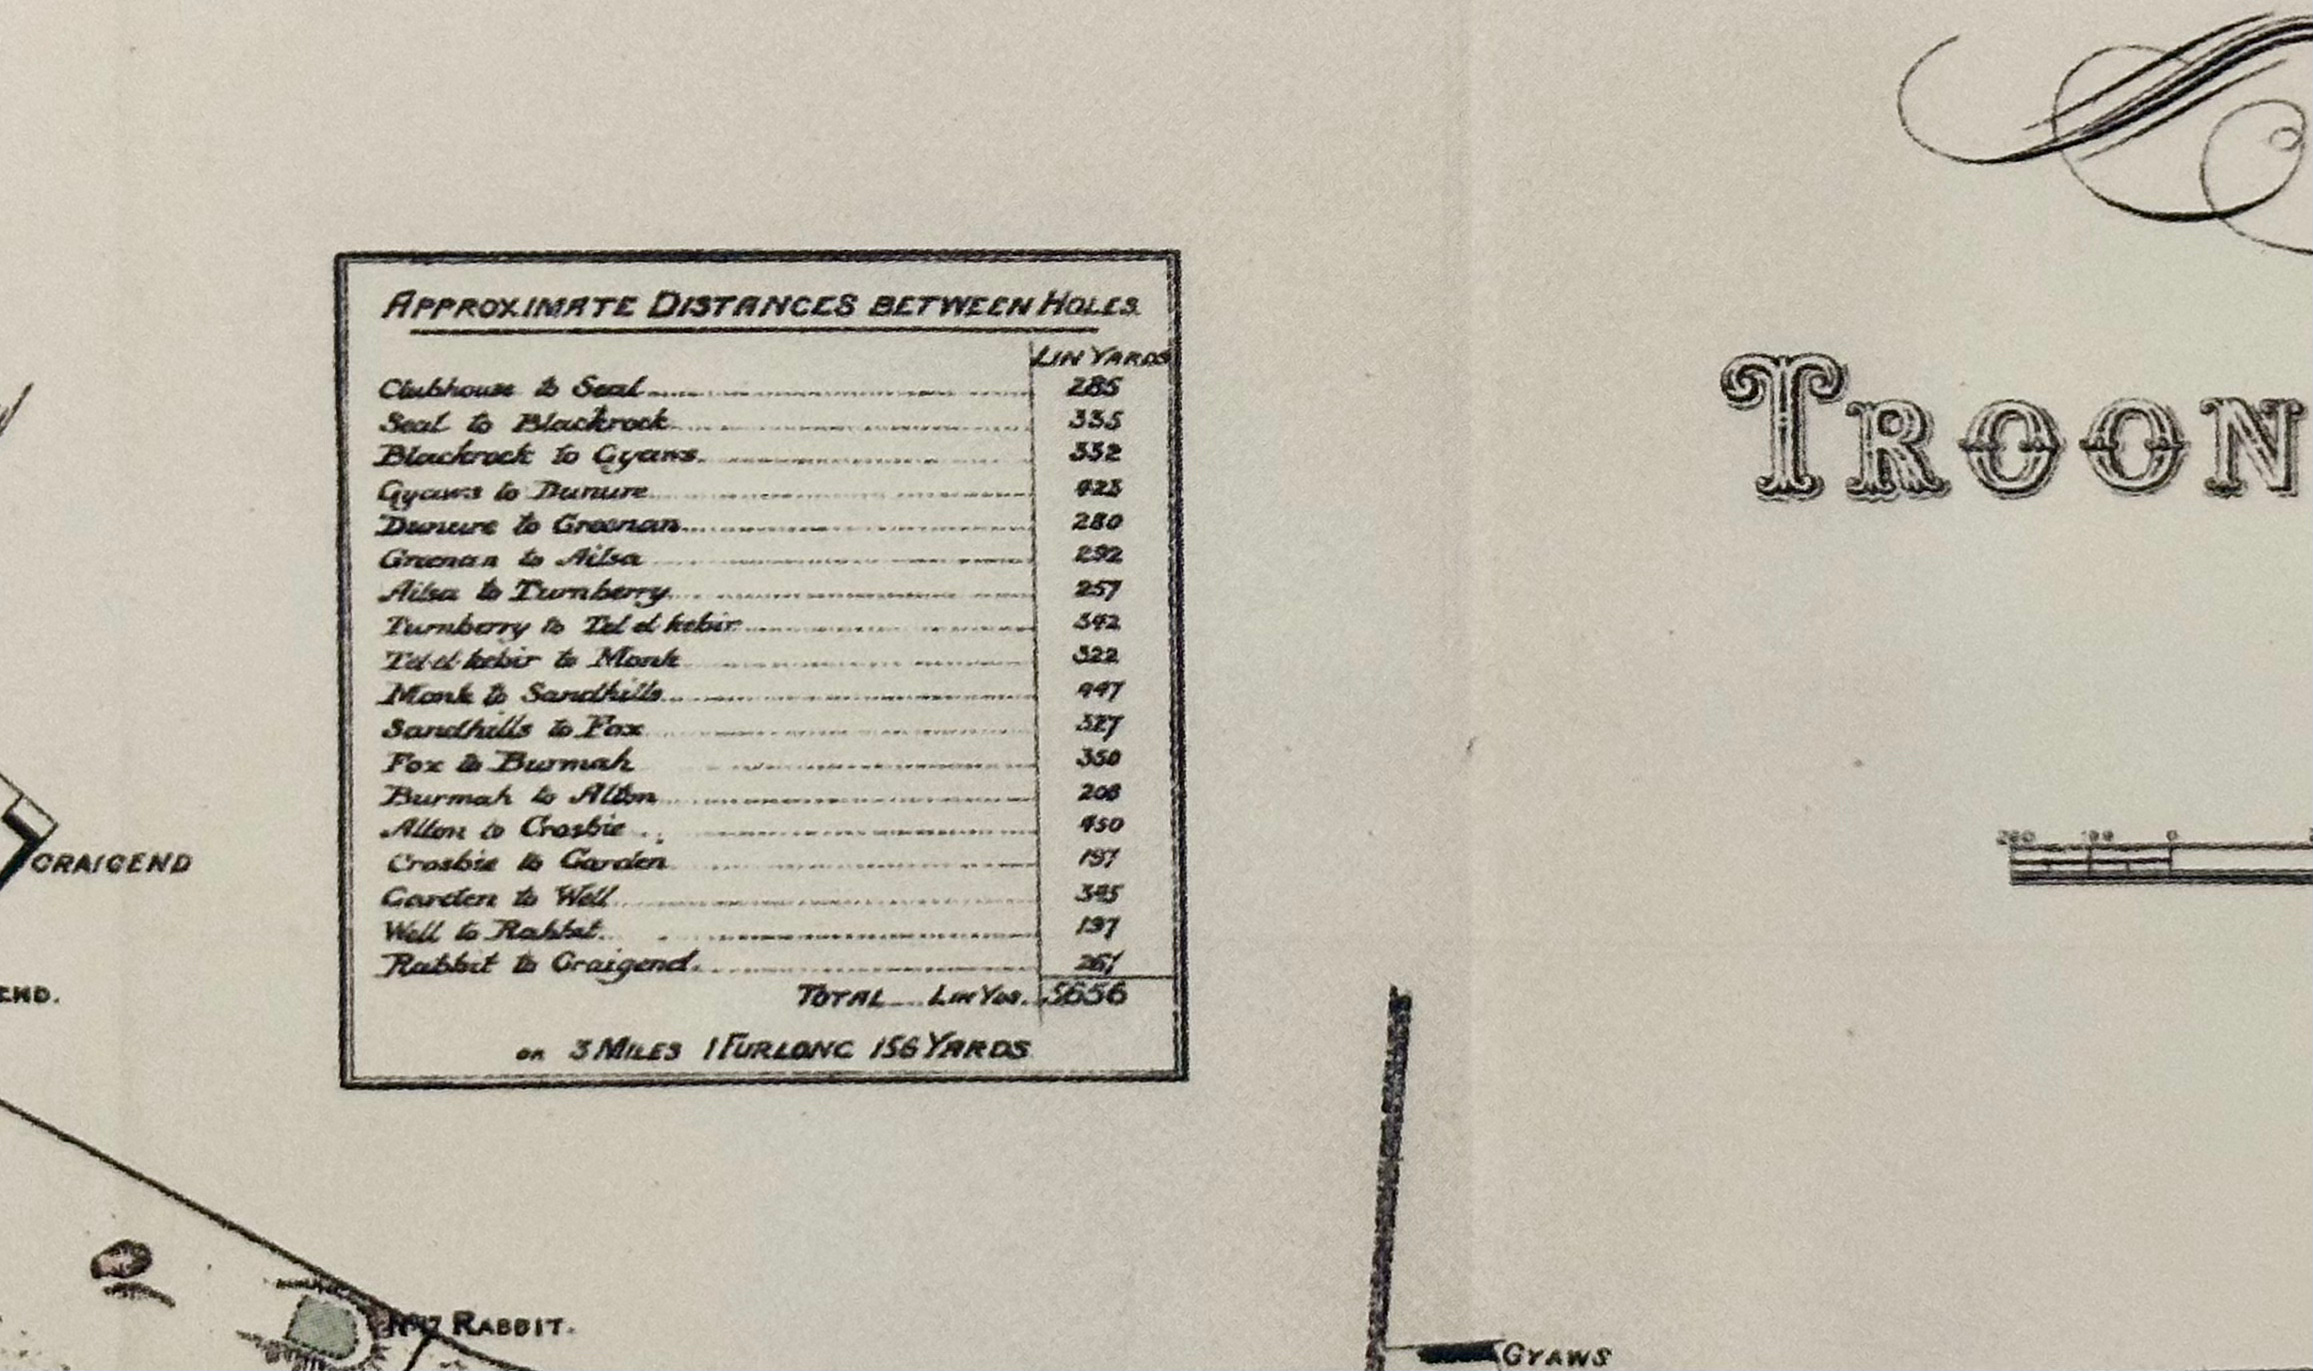 APPROXIMATE DISTANCES BETWEEN HOLES.
LIN YARDS
Clubhouse to Seal 285
Seal to Blackrock 335
Blackrock to Gyaws 332
Gyaws to Dunure 423
Dunure to Greenan 280
Greenan to Ailsa 292
Ailsa to Turnberry 257
Turnberry to Tel el kebir 342
Tel-el-kebir to Monk 322
Monk to Sandhills 447
Sandhills to Fox 327
Fox to Burmah 350
Burmah to Alton 208
Alton to Crosbie 450
Crosbie to Garden 197
Garden to Well 345
Well to Rabbit 197
Rabbit to Craigend 261
TOTAL LIN YDS. 5656
OR 3 MILES 1 FURLONG 156 YARDS
TROON
200 100 0
CRAIGEND
END.
No 17 RABBIT.
GYAWS